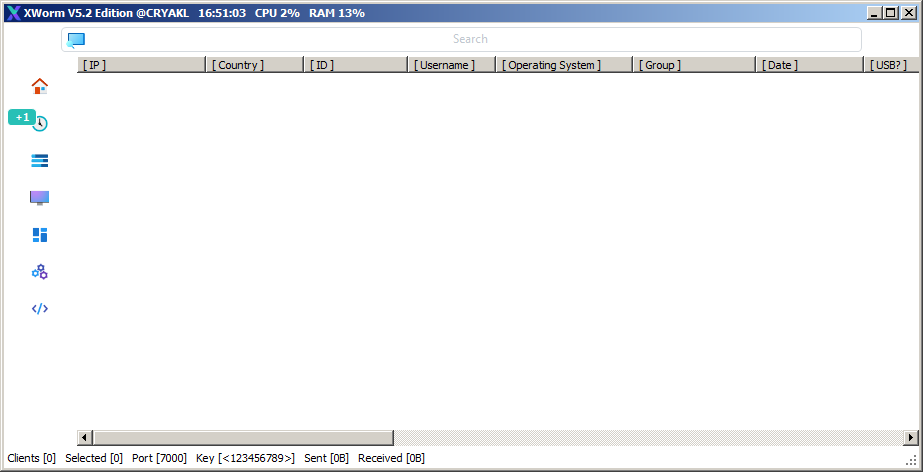 XWorm V5.2 Edition @CRYAKL 16:51:03 CPU 2% RAM 13%
Search
[ IP ] [ Country ] [ ID ] [ Username ] [ Operating System ] [ Group ] [ Date ] [ USB? ]
+1
Clients [0] Selected [0] Port [7000] Key [<123456789>] Sent [0B] Received [0B]